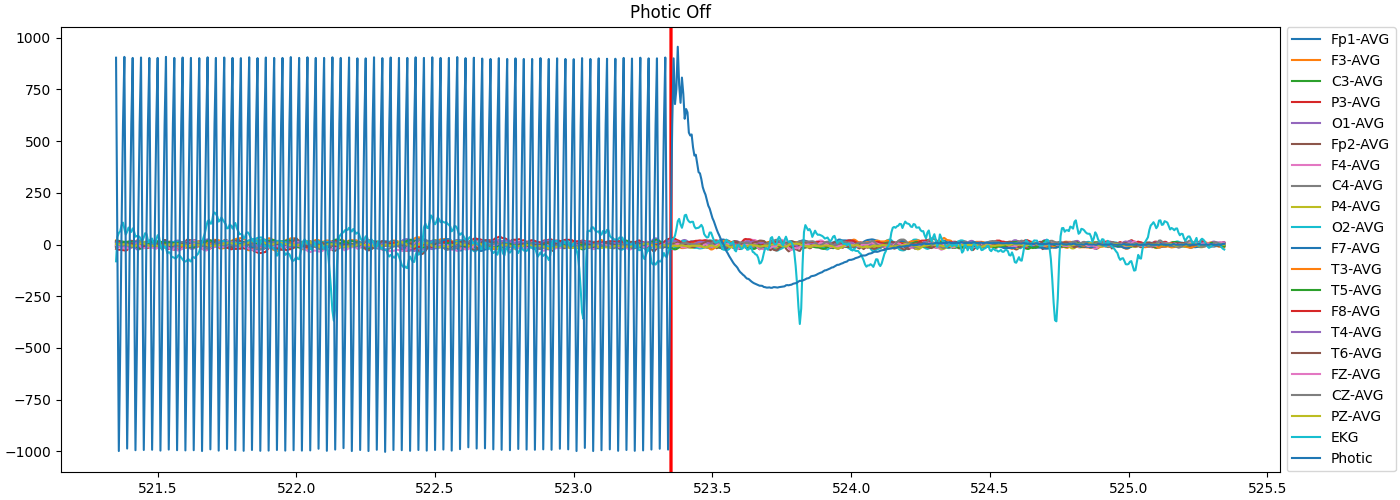 Photic Off
1000
750
500
250
0
−250
−500
−750
−1000
521.5 522.0 522.5 523.0 523.5 524.0 524.5 525.0 525.5
Fp1-AVG
F3-AVG
C3-AVG
P3-AVG
O1-AVG
Fp2-AVG
F4-AVG
C4-AVG
P4-AVG
O2-AVG
F7-AVG
T3-AVG
T5-AVG
F8-AVG
T4-AVG
T6-AVG
FZ-AVG
CZ-AVG
PZ-AVG
EKG
Photic